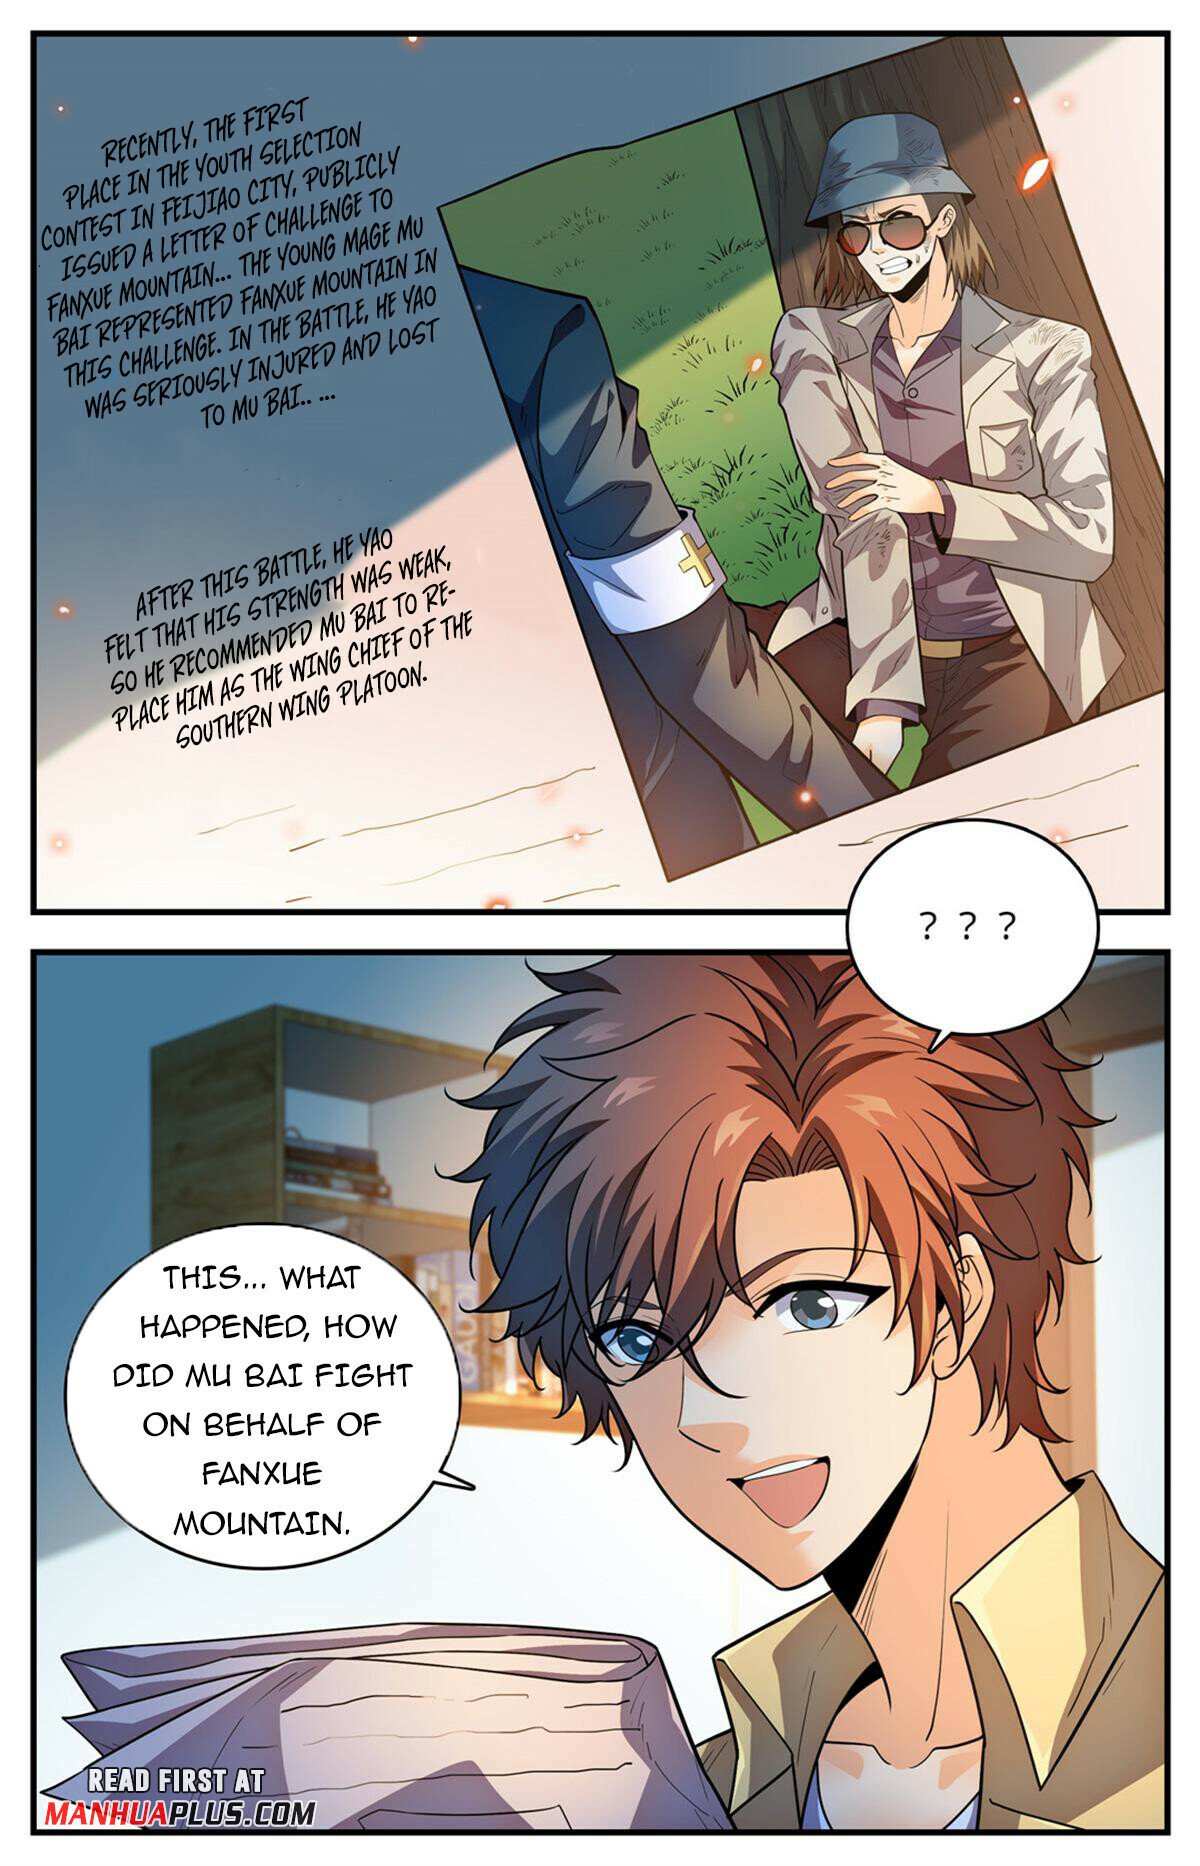 RECENTLY, THE FIRST
PLACE IN THE YOUTH SELECTION
CONTEST IN FEIJIAO CITY, PUBLICLY
ISSUED A LETTER OF CHALLENGE TO
FANXUE MOUNTAIN... THE YOUNG MAGE MU
BAI REPRESENTED FANXUE MOUNTAIN IN
THIS CHALLENGE. IN THE BATTLE, HE YAO
WAS SERIOUSLY INJURED AND LOST
TO MU BAI.. ...
AFTER THIS BATTLE, HE YAO
FELT THAT HIS STRENGTH WAS WEAK,
SO HE RECOMMENDED MU BAI TO RE-
PLACE HIM AS THE WING CHIEF OF THE
SOUTHERN WING PLATOON.
? ? ?
THIS... WHAT
HAPPENED, HOW
DID MU BAI FIGHT
ON BEHALF OF
FANXUE
MOUNTAIN.
READ FIRST AT
MANHUAPLUS.COM